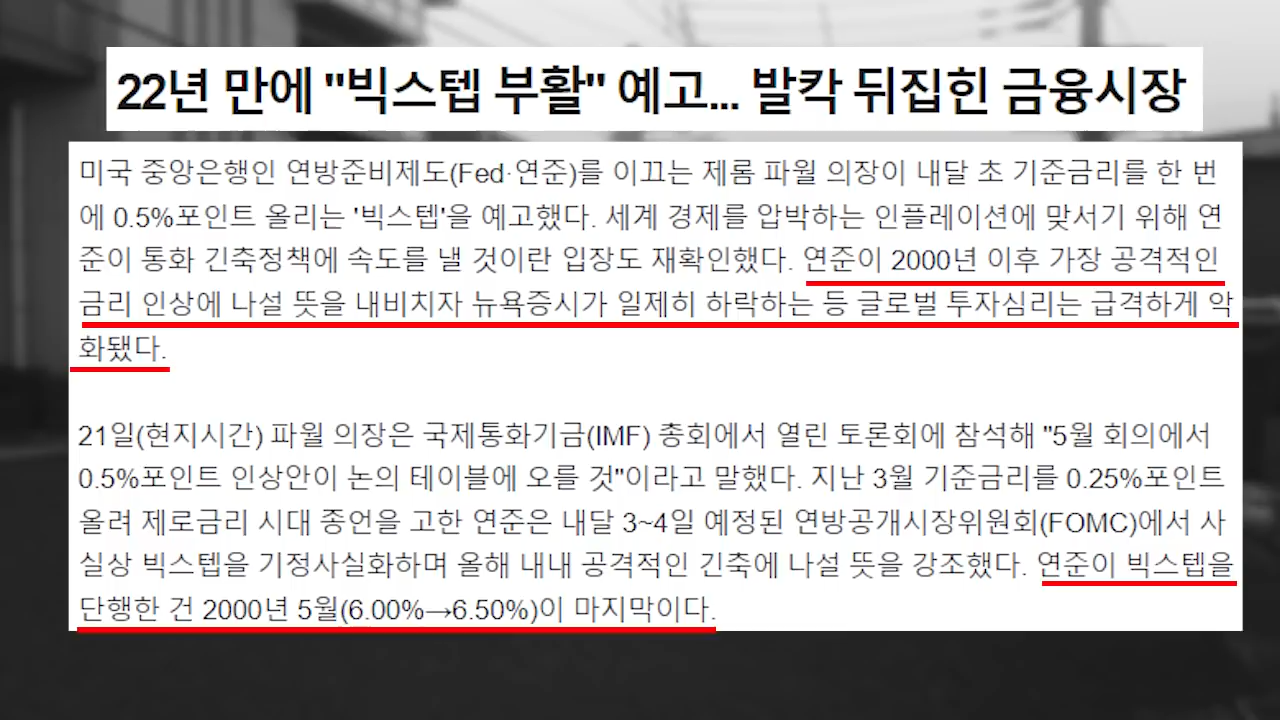 22년 만에 "빅스텝 부활" 예고... 발칵 뒤집힌 금융시장
미국 중앙은행인 연방준비제도(Fed·연준)를 이끄는 제롬 파월 의장이 내달 초 기준금리를 한 번
에 0.5%포인트 올리는 '빅스텝'을 예고했다. 세계 경제를 압박하는 인플레이션에 맞서기 위해 연
준이 통화 긴축정책에 속도를 낼 것이란 입장도 재확인했다. 연준이 2000년 이후 가장 공격적인
금리 인상에 나설 뜻을 내비치자 뉴욕증시가 일제히 하락하는 등 글로벌 투자심리는 급격하게 악
화됐다.
21일(현지시간) 파월 의장은 국제통화기금(IMF) 총회에서 열린 토론회에 참석해 "5월 회의에서
0.5%포인트 인상안이 논의 테이블에 오를 것"이라고 말했다. 지난 3월 기준금리를 0.25%포인트
올려 제로금리 시대 종언을 고한 연준은 내달 3~4일 예정된 연방공개시장위원회(FOMC)에서 사
실상 빅스텝을 기정사실화하며 올해 내내 공격적인 긴축에 나설 뜻을 강조했다. 연준이 빅스텝을
단행한 건 2000년 5월(6.00%→6.50%)이 마지막이다.